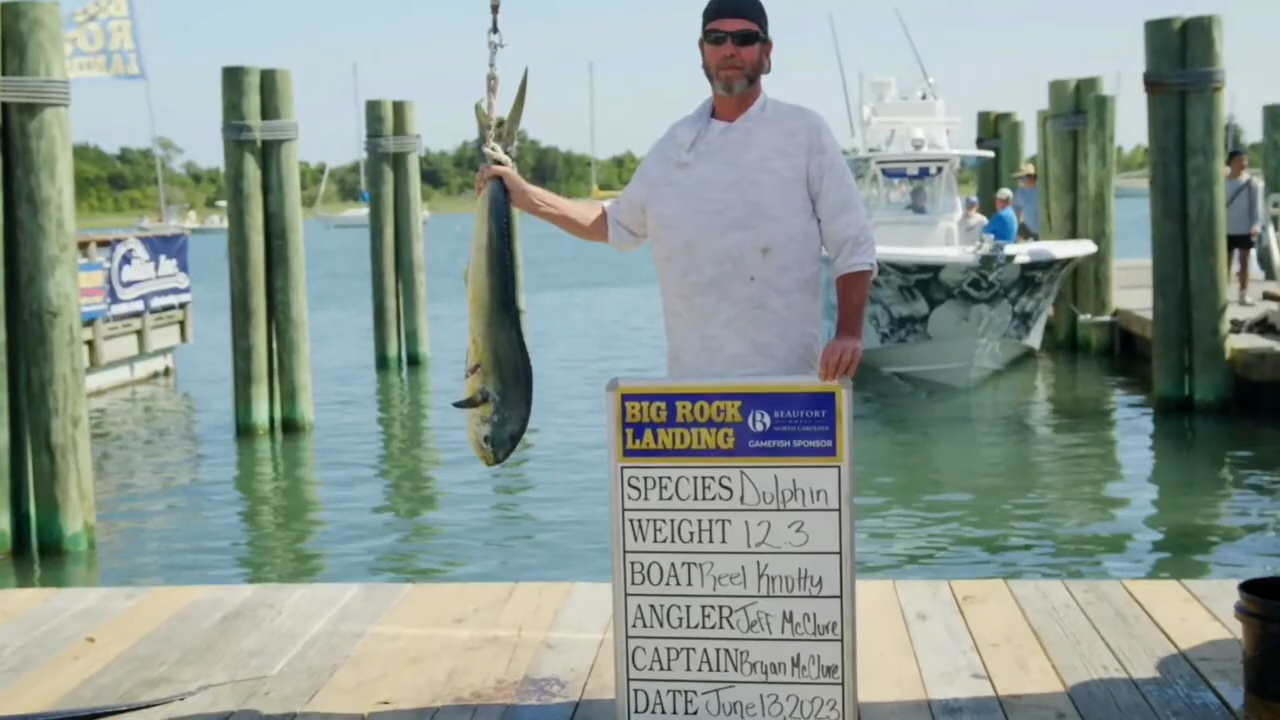 BIG ROCK
LANDING
B BEAUFORT
HOTEL
NORTH CAROLINA
GAMEFISH SPONSOR
SPECIES Dolphin
WEIGHT 12.3
BOAT Reel Knotty
ANGLER Jeff McClure
CAPTAIN Bryan McClure
DATE June 13, 2023